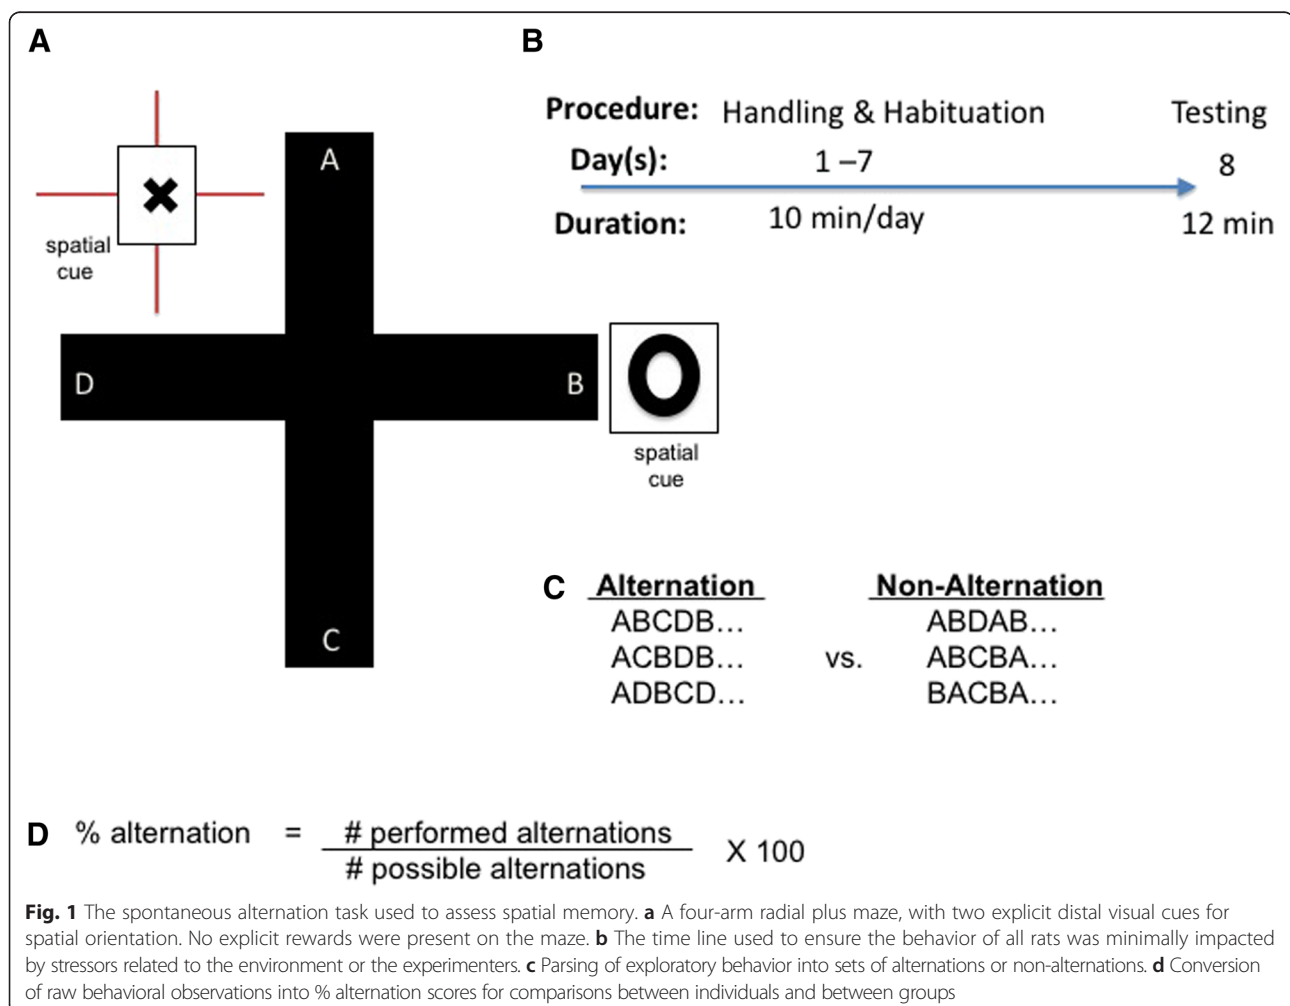 A
A
spatial
cue
D
B
C
spatial
cue
B
Procedure: Handling & Habituation Testing
Day(s): 1 –7 8
Duration: 10 min/day 12 min
C Alternation Non-Alternation
ABCDB... ABDAB...
ACBDB... vs. ABCBA...
ADBCD... BACBA...
D % alternation = # performed alternations
# possible alternations X 100
Fig. 1 The spontaneous alternation task used to assess spatial memory. a A four-arm radial plus maze, with two explicit distal visual cues for
spatial orientation. No explicit rewards were present on the maze. b The time line used to ensure the behavior of all rats was minimally impacted
by stressors related to the environment or the experimenters. c Parsing of exploratory behavior into sets of alternations or non-alternations. d Conversion
of raw behavioral observations into % alternation scores for comparisons between individuals and between groups